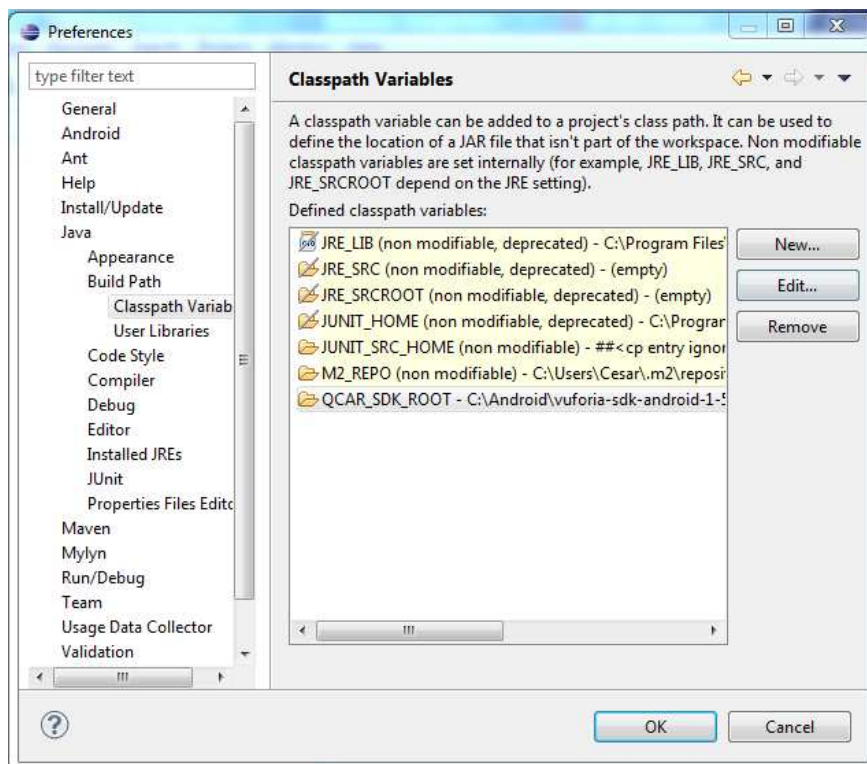 Preferences
type filter text
General
Android
Ant
Help
Install/Update
Java
Appearance
Build Path
Classpath Variab
User Libraries
Code Style
Compiler
Debug
Editor
Installed JREs
JUnit
Properties Files Edito
Maven
Mylyn
Run/Debug
Team
Usage Data Collector
Validation
Classpath Variables
A classpath variable can be added to a project's class path. It can be used to
define the location of a JAR file that isn't part of the workspace. Non modifiable
classpath variables are set internally (for example, JRE_LIB, JRE_SRC, and
JRE_SRCROOT depend on the JRE setting).
Defined classpath variables:
JRE_LIB (non modifiable, deprecated) - C:\Program Files\
JRE_SRC (non modifiable, deprecated) - (empty)
JRE_SRCROOT (non modifiable, deprecated) - (empty)
JUNIT_HOME (non modifiable, deprecated) - C:\Program
JUNIT_SRC_HOME (non modifiable) - ##<cp entry ignor
M2_REPO (non modifiable) - C:\Users\Cesar\.m2\reposi
QCAR_SDK_ROOT - C:\Android\vuforia-sdk-android-1-5
New...
Edit...
Remove
OK
Cancel